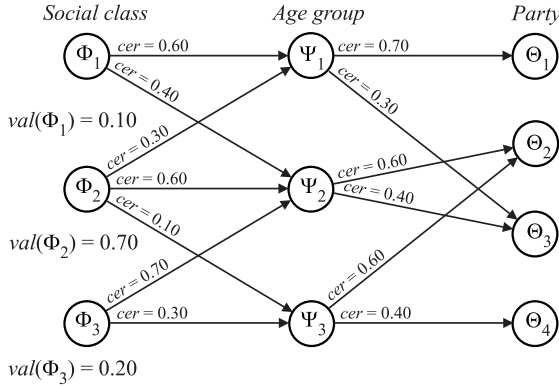 Social class Age group Party
Φ1 cer = 0.60 Ψ1 cer = 0.70 Θ1
cer = 0.40 cer = 0.30
val(Φ1) = 0.10
cer = 0.30 Θ2
cer = 0.60
Φ2 cer = 0.60 Ψ2 cer = 0.40
cer = 0.10 Θ3
val(Φ2) = 0.70
cer = 0.70 cer = 0.60
Φ3 cer = 0.30 Ψ3 cer = 0.40 Θ4
val(Φ3) = 0.20